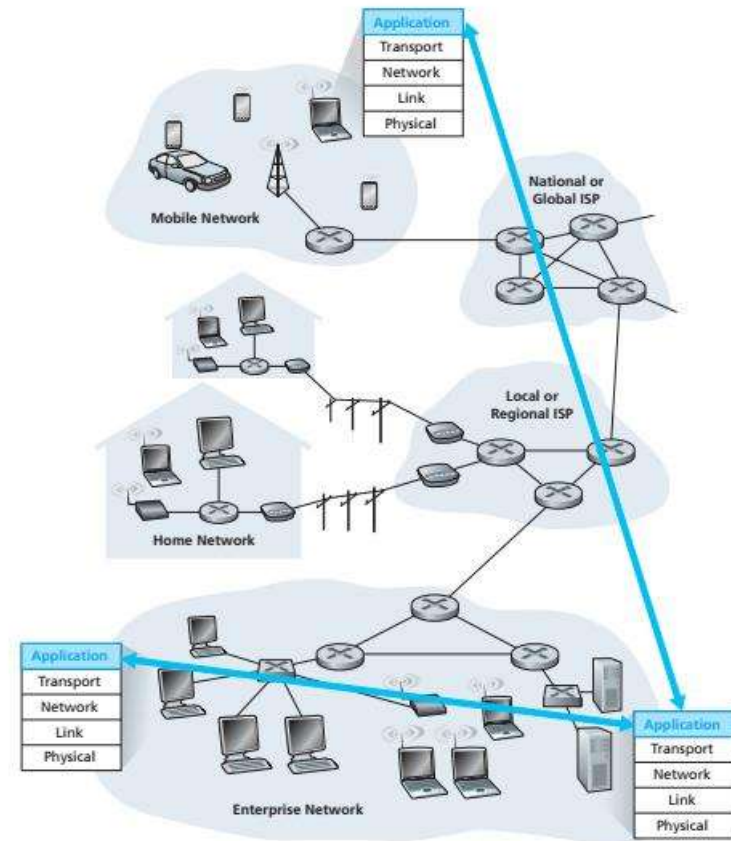 Application
Transport
Network
Link
Physical
National or
Global ISP
Mobile Network
Local or
Regional ISP
Home Network
Application
Transport
Network
Link
Physical
Application
Transport
Network
Link
Physical
Enterprise Network